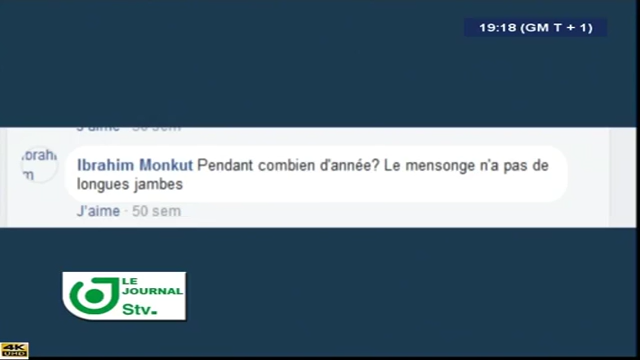 19:18 (GM T + 1)
J'aime · 50 sem
Ibrahim
Ibrahim Monkut Pendant combien d'année? Le mensonge n'a pas de
longues jambes
J'aime · 50 sem
LE
JOURNAL
Stv.
4K
UHD